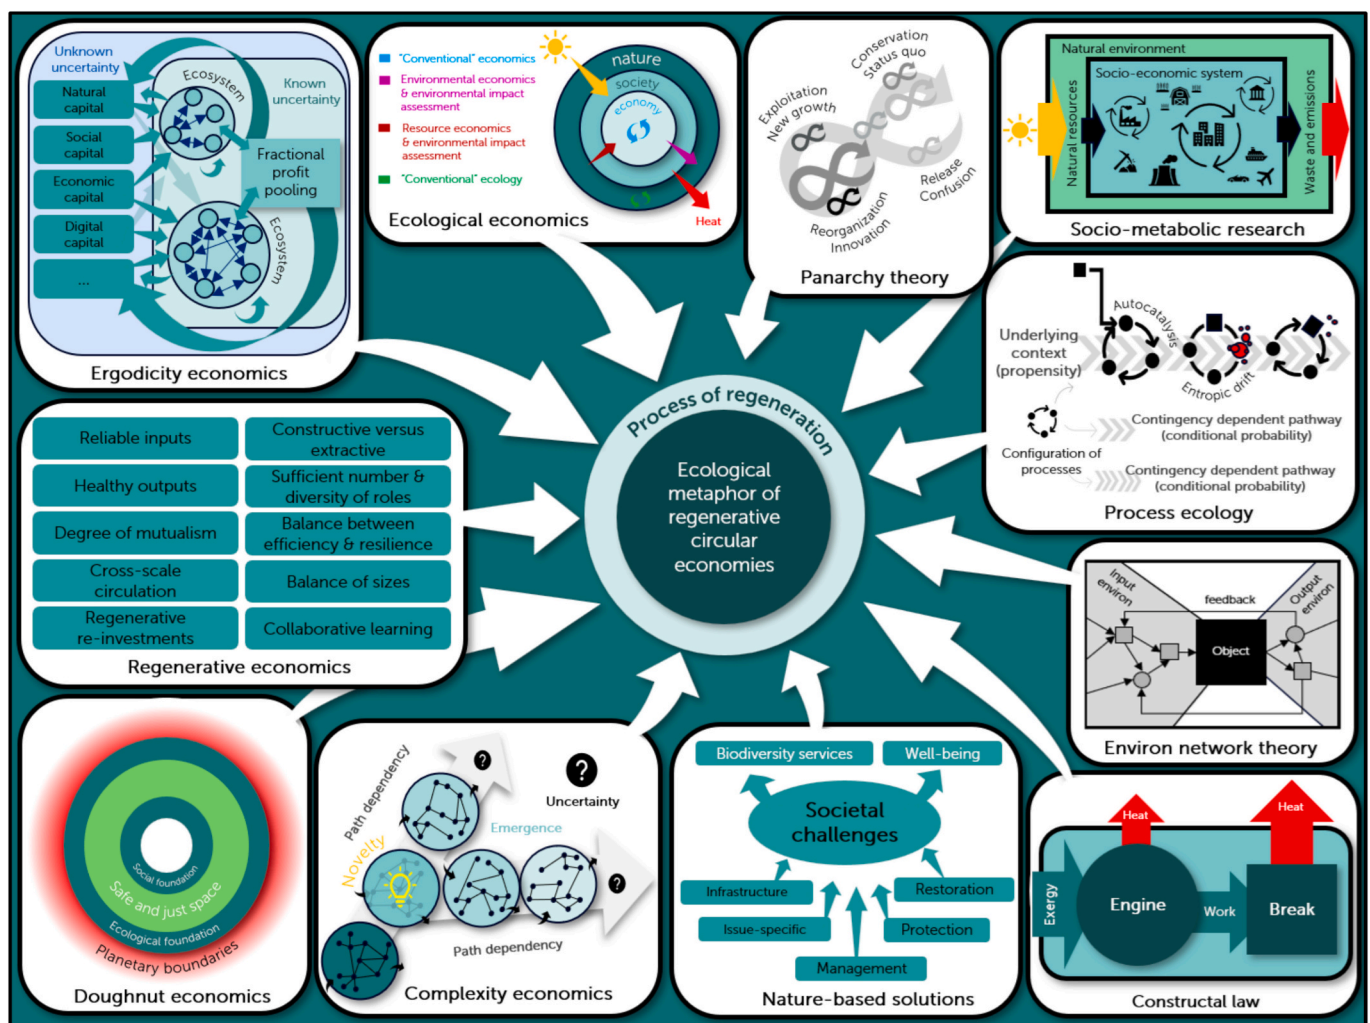 Unknown
uncertainty
Natural
capital
Social
capital
Economic
capital
Digital
capital
...
Ecosystem
Known
uncertainty
Fractional
profit
pooling
Ecosystem
Ergodicity economics
"Conventional" economics
Environmental economics
& environmental impact
assessment
Resource economics
& environmental impact
assessment
"Conventional" ecology
nature
society
economy
Heat
Ecological economics
Conservation
Status quo
Exploitation
New growth
Release
Confusion
Reorganization
Innovation
Panarchy theory
Natural environment
Socio-economic system
Natural resources
Waste and emissions
Socio-metabolic research
Underlying
context
(propensity)
Autocatalysis
Entropic drift
Configuration of
processes
Contingency dependent pathway
(conditional probability)
Contingency dependent pathway
(conditional probability)
Process ecology
Process of regeneration
Ecological
metaphor of
regenerative
circular
economies
Reliable inputs
Constructive versus
extractive
Healthy outputs
Sufficient number &
diversity of roles
Degree of mutualism
Balance between
efficiency & resilience
Cross-scale
circulation
Balance of sizes
Regenerative
re-investments
Collaborative learning
Regenerative economics
Input
environ
feedback
Output
environ
Object
Environ network theory
Social foundation
Safe and just space
Ecological foundation
Planetary boundaries
Doughnut economics
Path dependency
?
?
Uncertainty
Novelty
Emergence
?
Path dependency
Complexity economics
Biodiversity services
Well-being
Societal
challenges
Infrastructure
Restoration
Issue-specific
Protection
Management
Nature-based solutions
Heat
Heat
Exergy
Engine
Work
Break
Constructal law